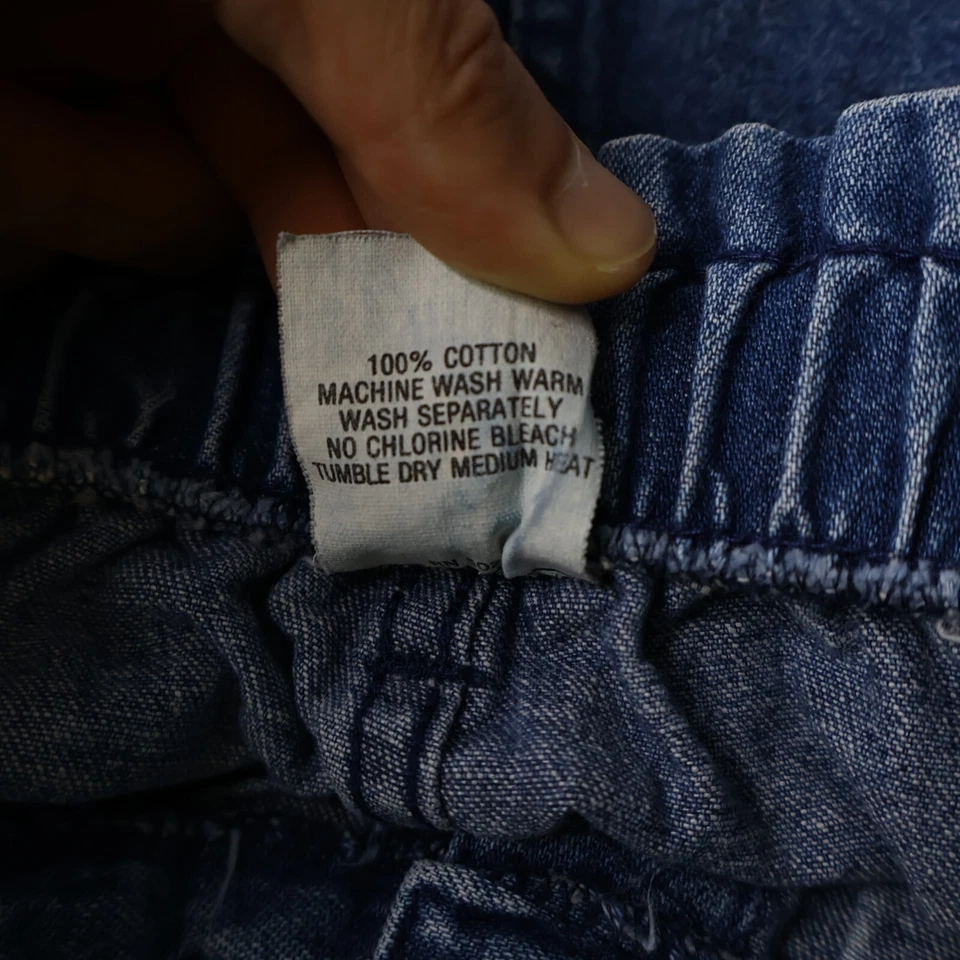 100% COTTON
MACHINE WASH WARM
WASH SEPARATELY
NO CHLORINE BLEACH
TUMBLE DRY MEDIUM HEAT